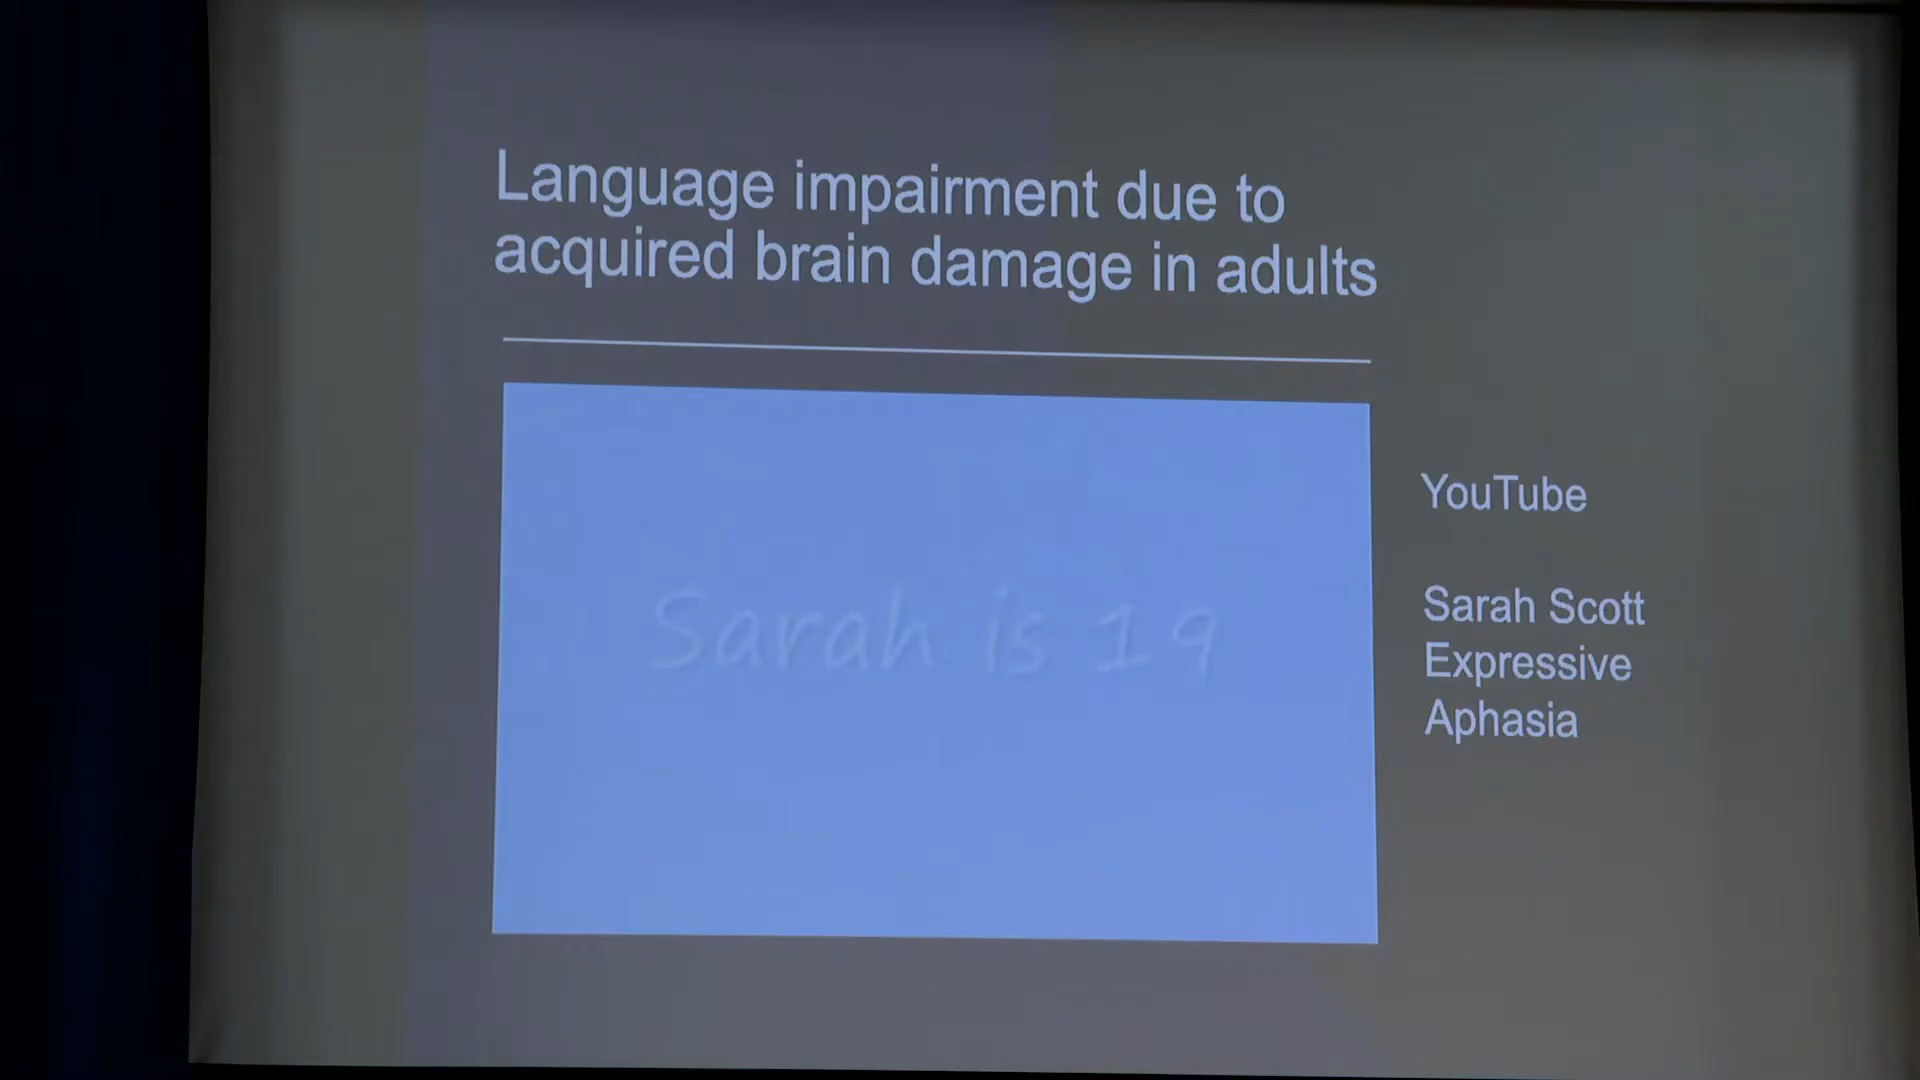 Language impairment due to
acquired brain damage in adults
Sarah is 19
YouTube
Sarah Scott
Expressive
Aphasia